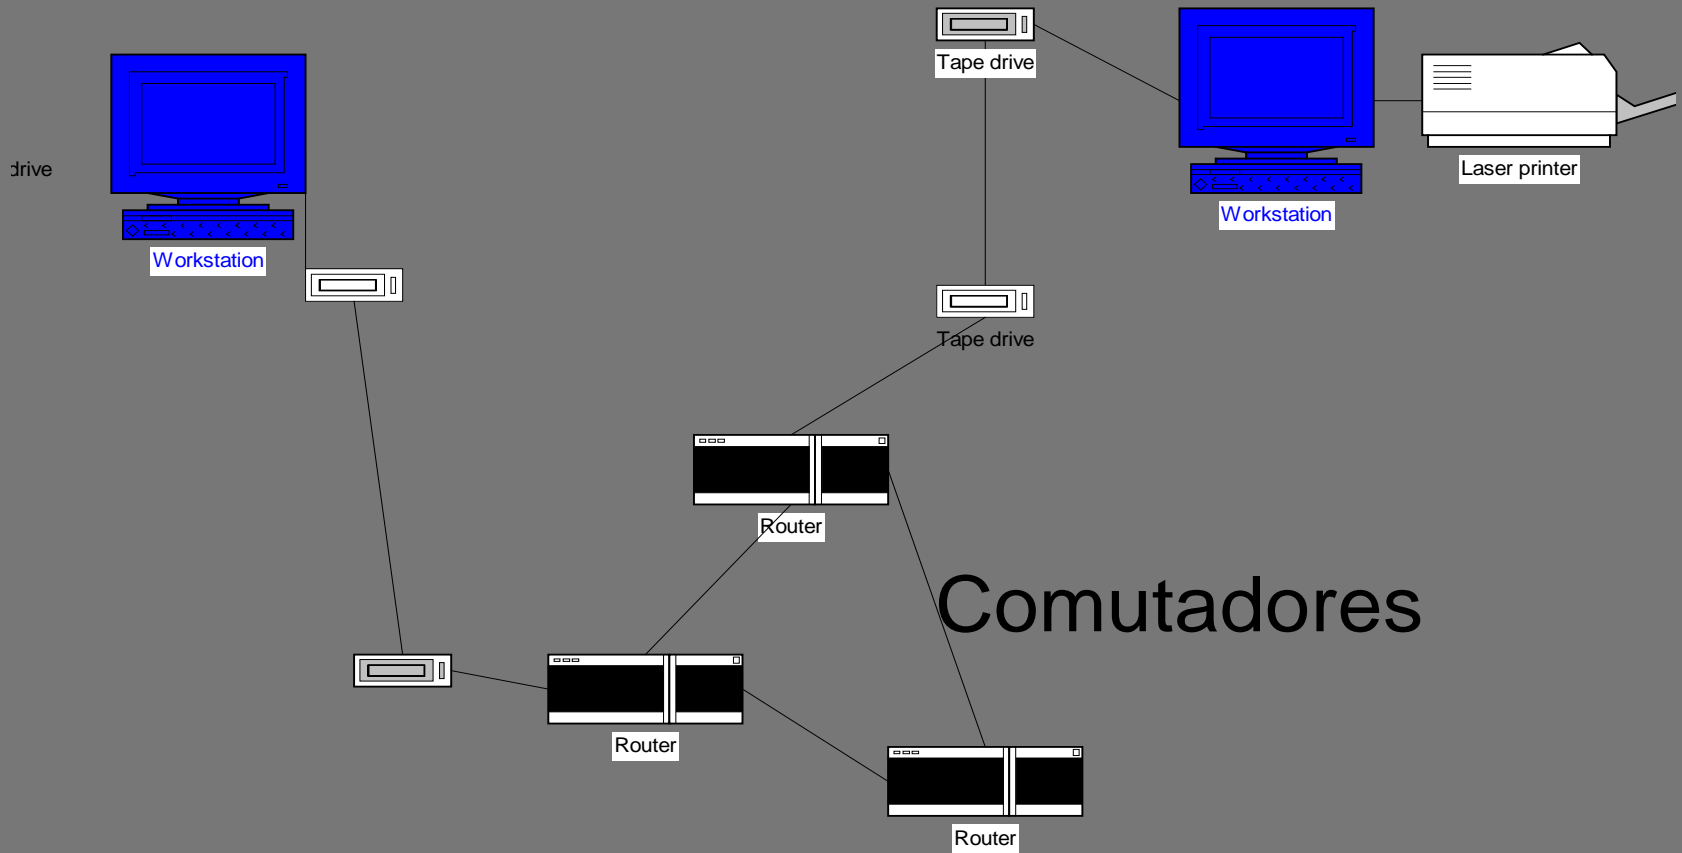 Tape drive
drive
Laser printer
Workstation
Workstation
Tape drive
Router
Comutadores
Router
Router